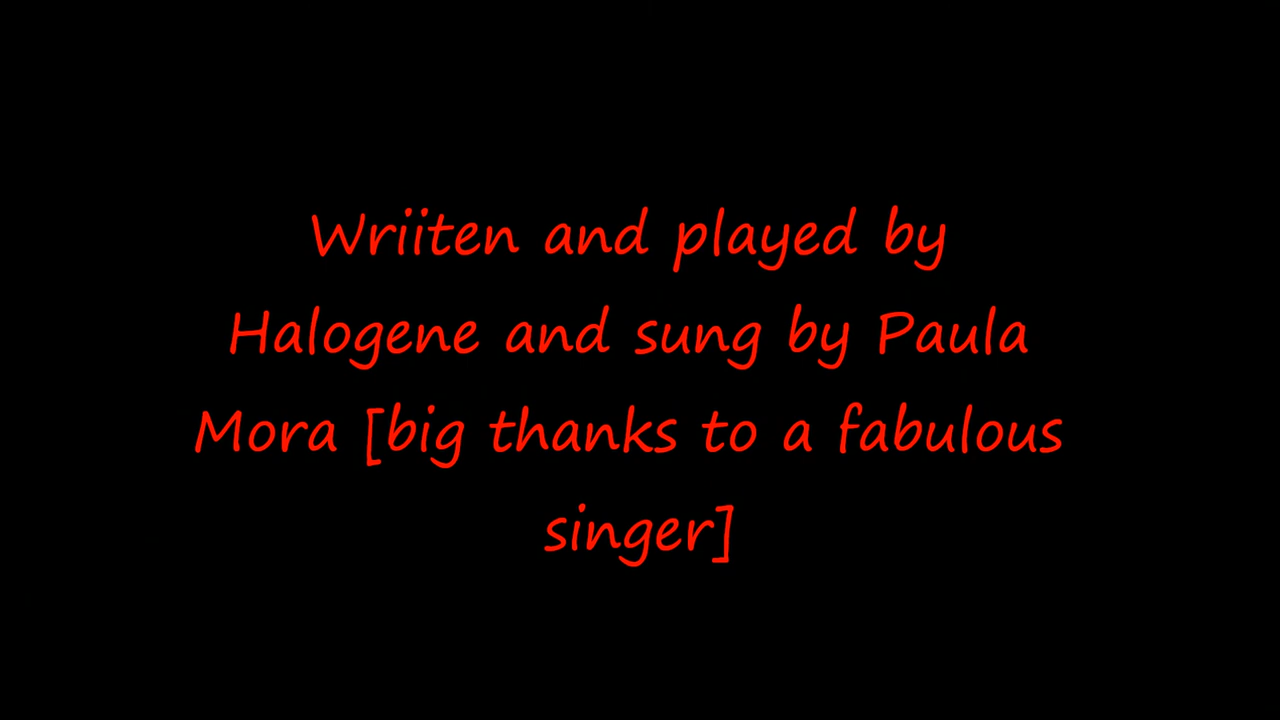 Wriiten and played by
Halogene and sung by Paula
Mora [big thanks to a fabulous
singer]